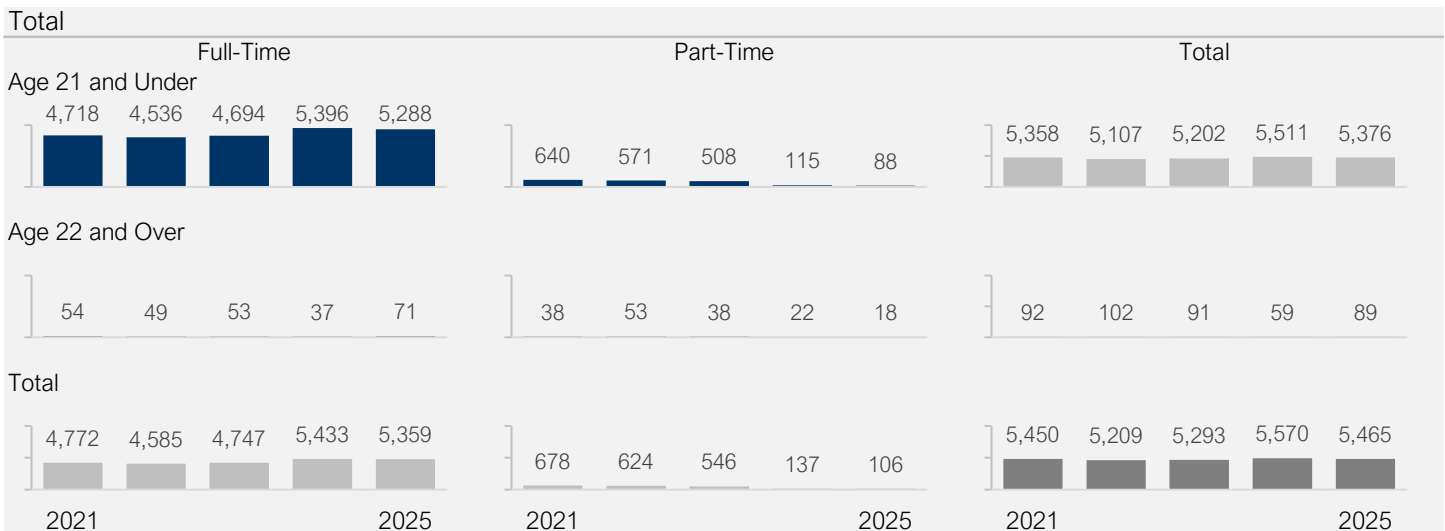 Total
Full-Time Part-Time Total
Age 21 and Under
4,718 4,536 4,694 5,396 5,288 640 571 508 115 88 5,358 5,107 5,202 5,511 5,376
Age 22 and Over
54 49 53 37 71 38 53 38 22 18 92 102 91 59 89
Total
4,772 4,585 4,747 5,433 5,359 678 624 546 137 106 5,450 5,209 5,293 5,570 5,465
2021 2025 2021 2025 2021 2025